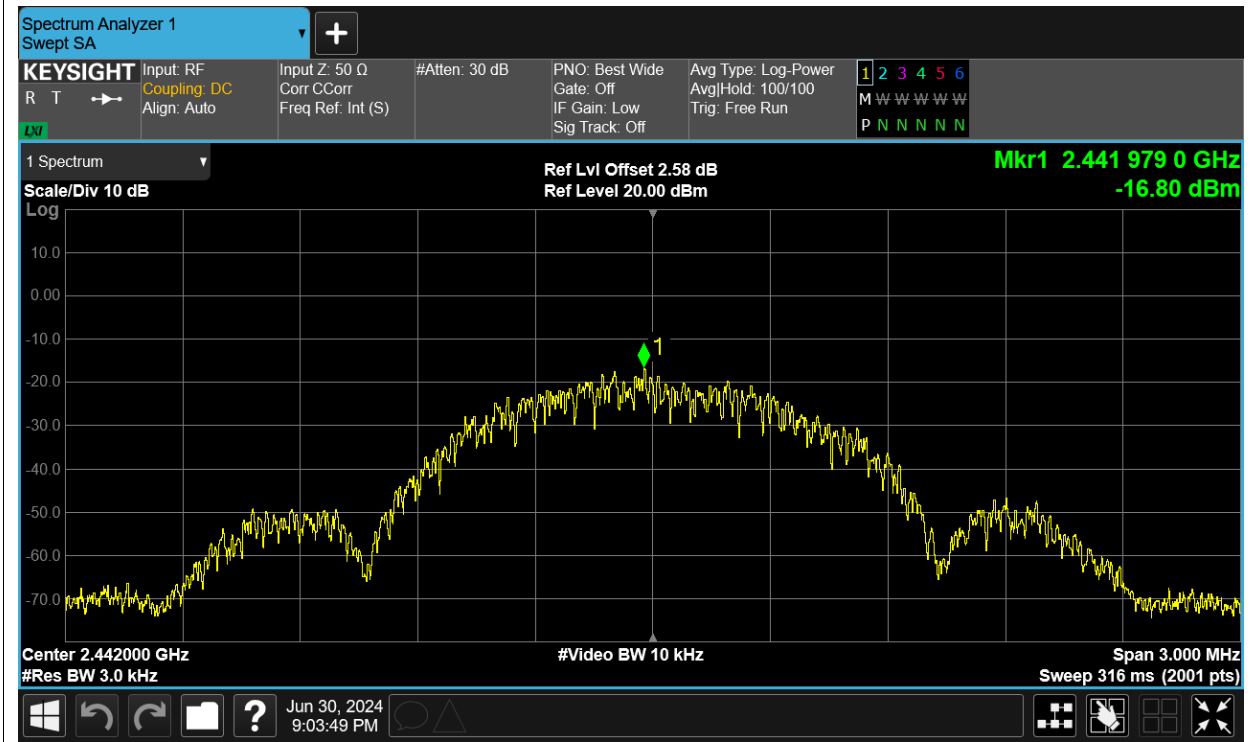 Spectrum Analyzer 1
Swept SA
KEYSIGHT
R T
LXI
Input: RF
Coupling: DC
Align: Auto
Input Z: 50 Ω
Corr CCorr
Freq Ref: Int (S)
#Atten: 30 dB
PNO: Best Wide
Gate: Off
IF Gain: Low
Sig Track: Off
Avg Type: Log-Power
Avg|Hold: 100/100
Trig: Free Run
1 2 3 4 5 6
M W W W W W W
P N N N N N N
1 Spectrum
Scale/Div 10 dB
Log
Ref Lvl Offset 2.58 dB
Ref Level 20.00 dBm
Mkr1 2.441 979 0 GHz
-16.80 dBm
10.0
0.00
-10.0
-20.0
-30.0
-40.0
-50.0
-60.0
-70.0
1
Center 2.442000 GHz
#Res BW 3.0 kHz
#Video BW 10 kHz
Span 3.000 MHz
Sweep 316 ms (2001 pts)
?
Jun 30, 2024
9:03:49 PM